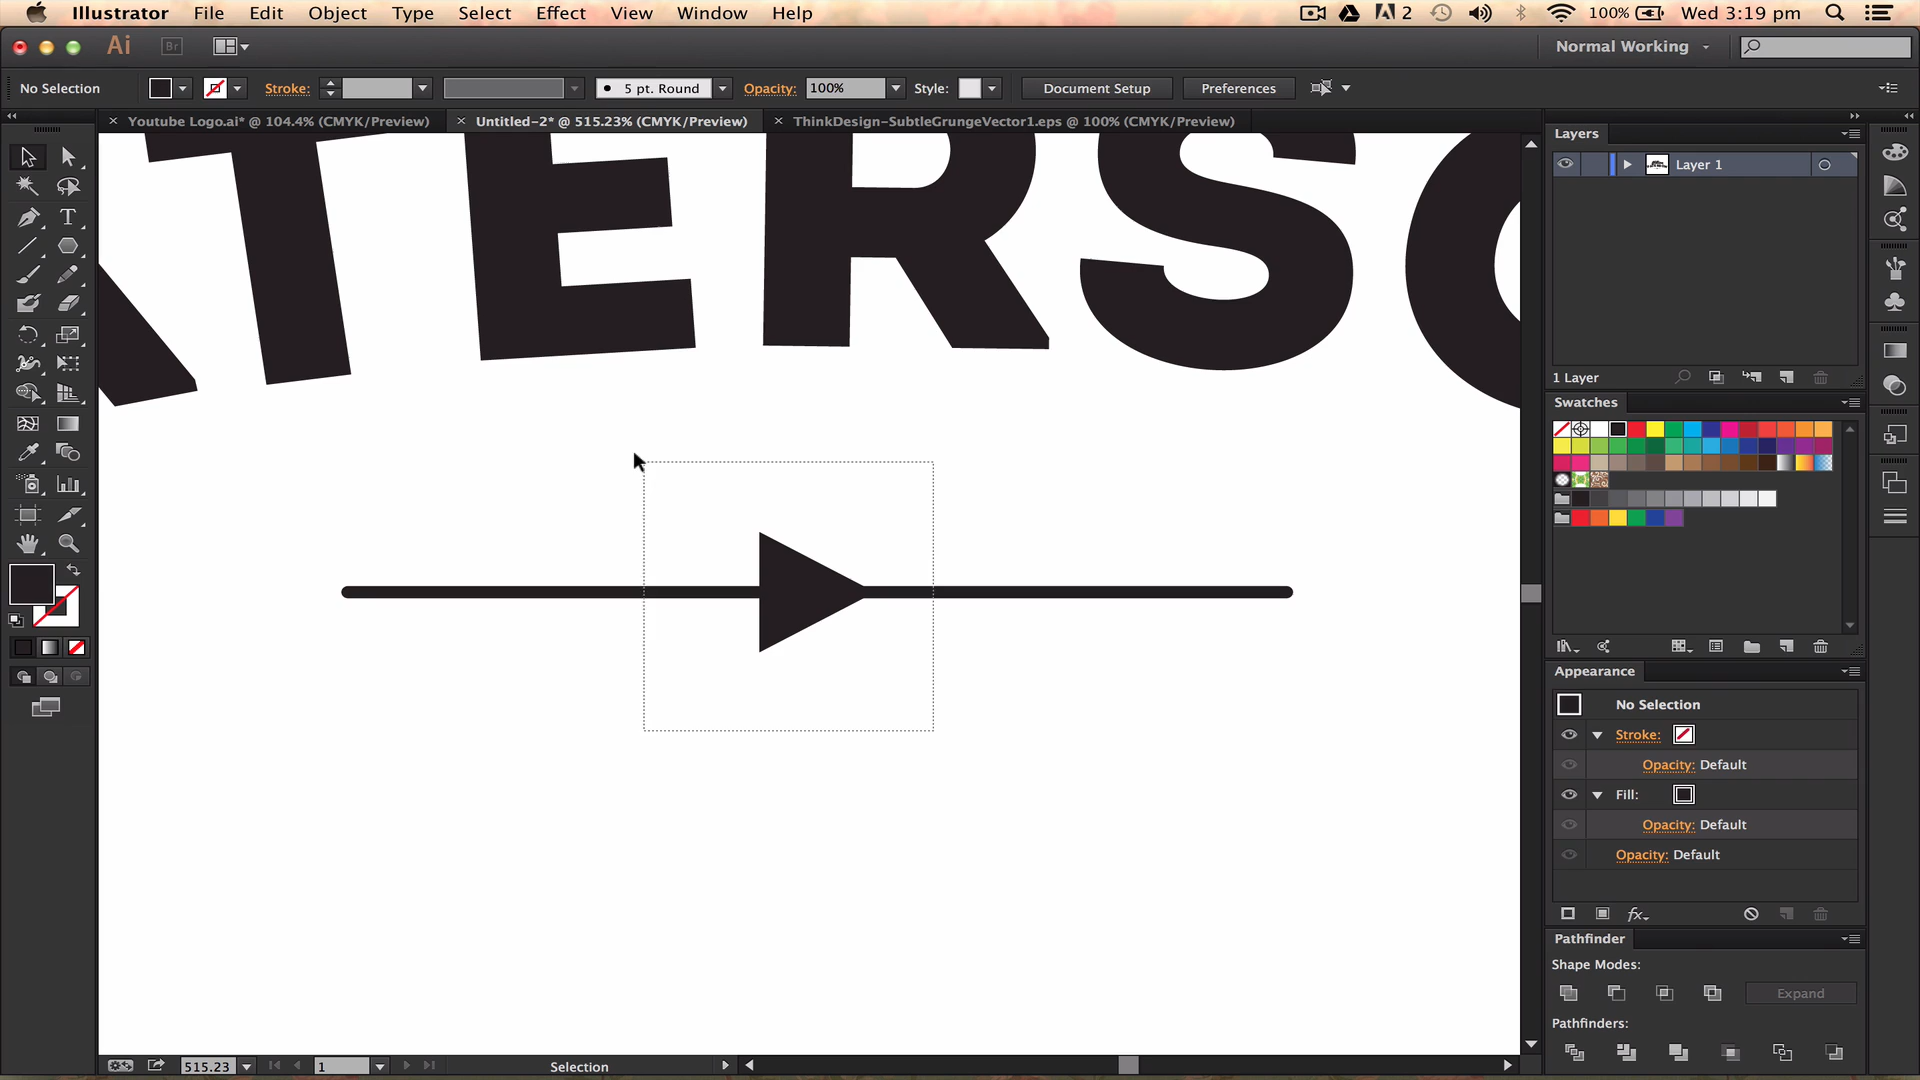 Illustrator File Edit Object Type Select Effect View Window Help 2 100% Wed 3:19 pm
Ai Br Normal Working
No Selection Stroke: 5 pt. Round Opacity: 100% Style: Document Setup Preferences
Youtube Logo.ai* @ 104.4% (CMYK/Preview) Untitled-2* @ 515.23% (CMYK/Preview) ThinkDesign-SubtleGrungeVector1.eps @ 100% (CMYK/Preview)
TERSO
Layers
Layer 1
1 Layer
Swatches
Appearance
No Selection
Stroke:
Opacity: Default
Fill:
Opacity: Default
Opacity: Default
fx
Pathfinder
Shape Modes:
Expand
Pathfinders:
515.23 1 Selection